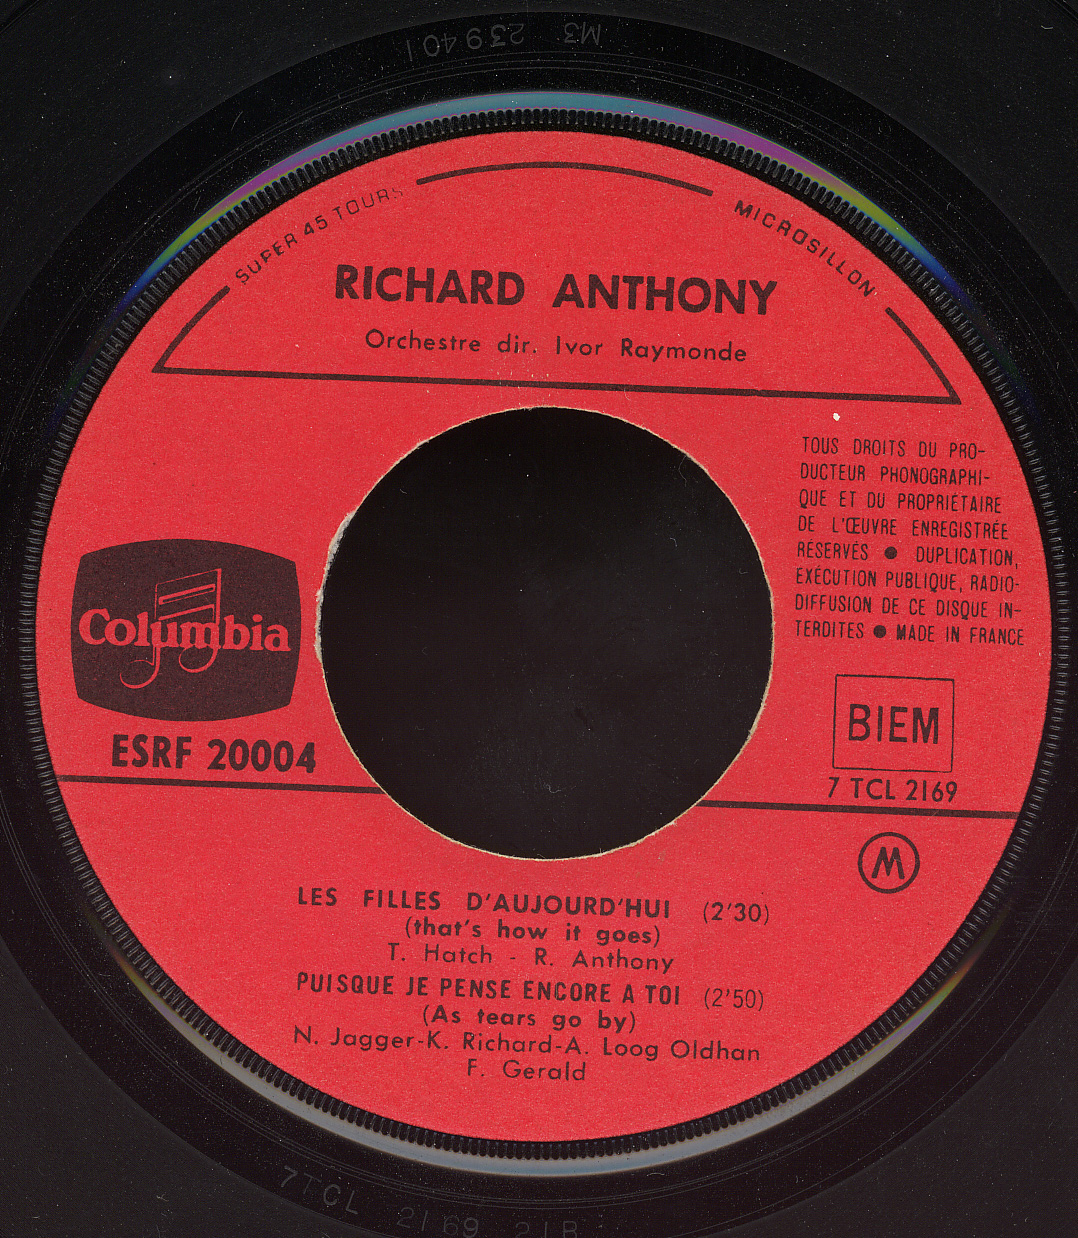 M3 239401
SUPER 45 TOURS
MICROSILLON
RICHARD ANTHONY
Orchestre dir. Ivor Raymonde
TOUS DROITS DU PRO-
DUCTEUR PHONOGRAPHI-
QUE ET DU PROPRIÉTAIRE
DE L'ŒUVRE ENREGISTRÉE
RÉSERVÉS ● DUPLICATION,
EXÉCUTION PUBLIQUE, RADIO-
DIFFUSION DE CE DISQUE IN-
TERDITES ● MADE IN FRANCE
Columbia
ESRF 20004
BIEM
7 TCL 2169
M
LES FILLES D'AUJOURD'HUI (2'30)
(that's how it goes)
T. Hatch - R. Anthony
PUISQUE JE PENSE ENCORE A TOI (2'50)
(As tears go by)
N. Jagger-K. Richard-A. Loog Oldhan
F. Gerald
7TCL 2169 21B